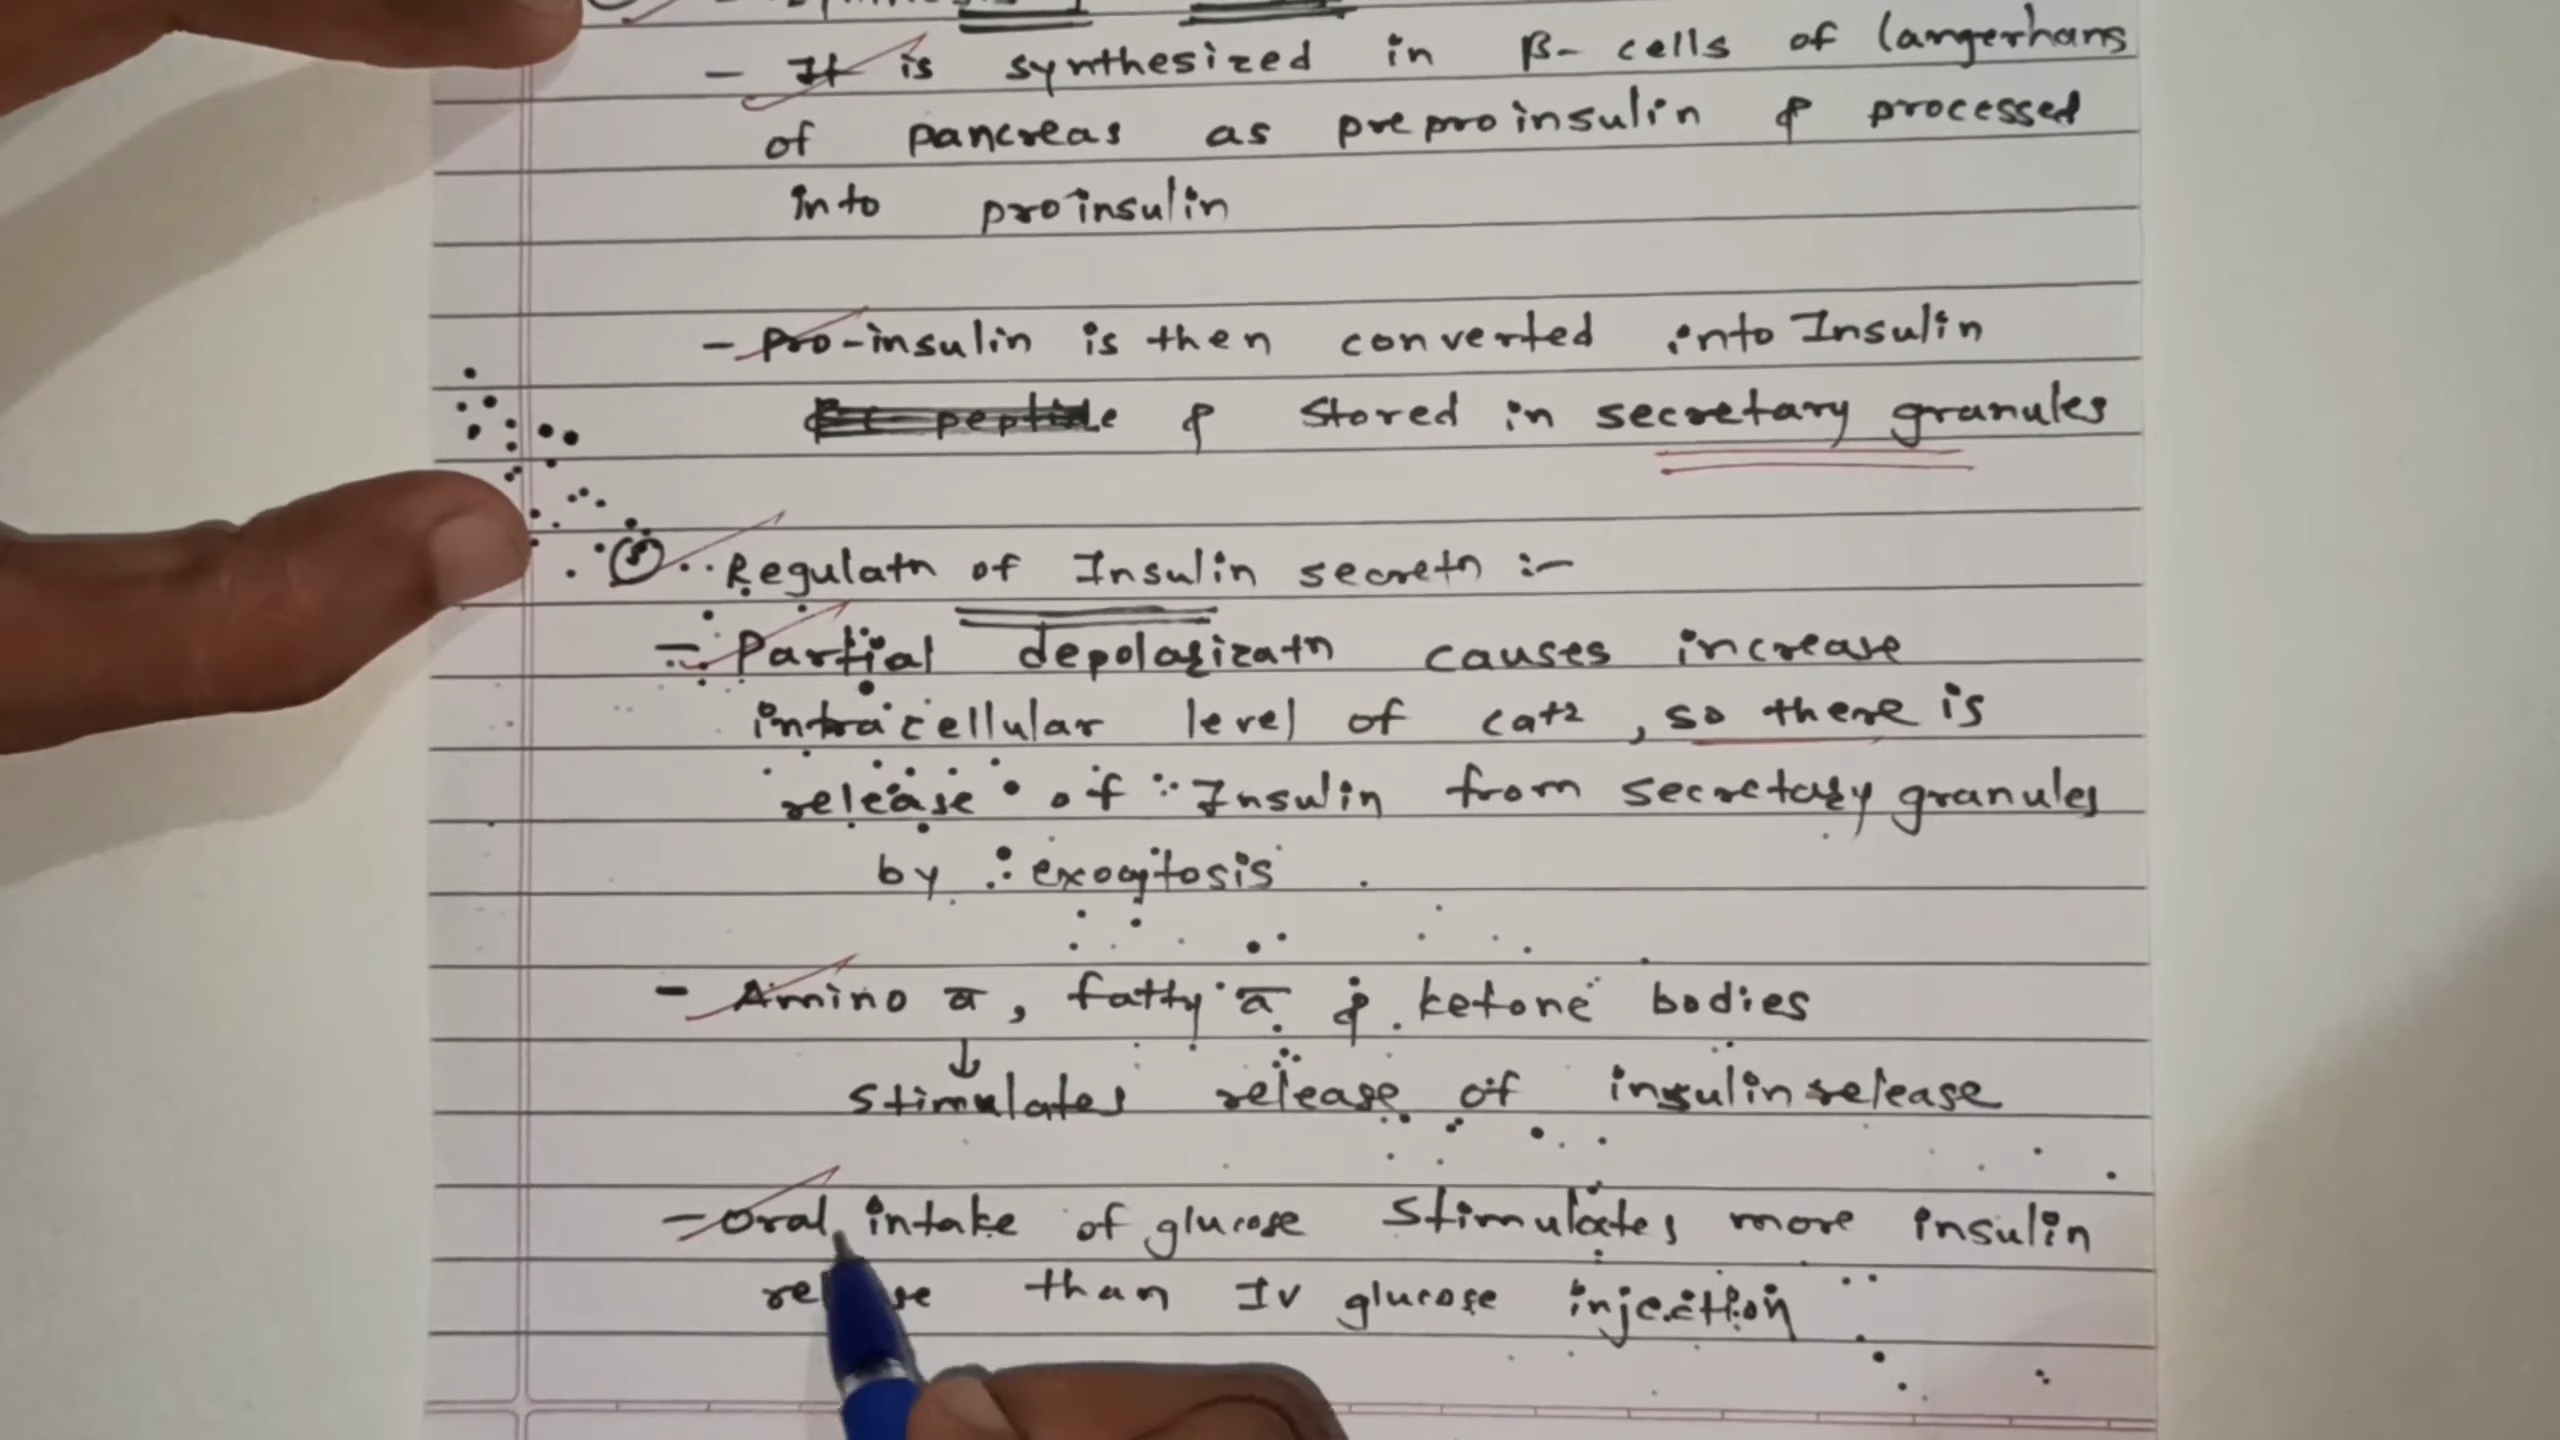 - It is synthesized in β- cells of langerhans
of pancreas as preproinsulin & processed
into proinsulin
- Pro-insulin is then converted into Insulin
& stored in secretary granules
Regulatn of Insulin secretn :-
- Partial depolarizatn causes increase
intracellular level of ca+2, so there is
release of Insulin from secretary granules
by exocytosis
- Amino a̅, fatty a̅ & ketone bodies
↓
stimulates release of insulin release
- Oral intake of glucose stimulates more insulin
than IV glucose injection